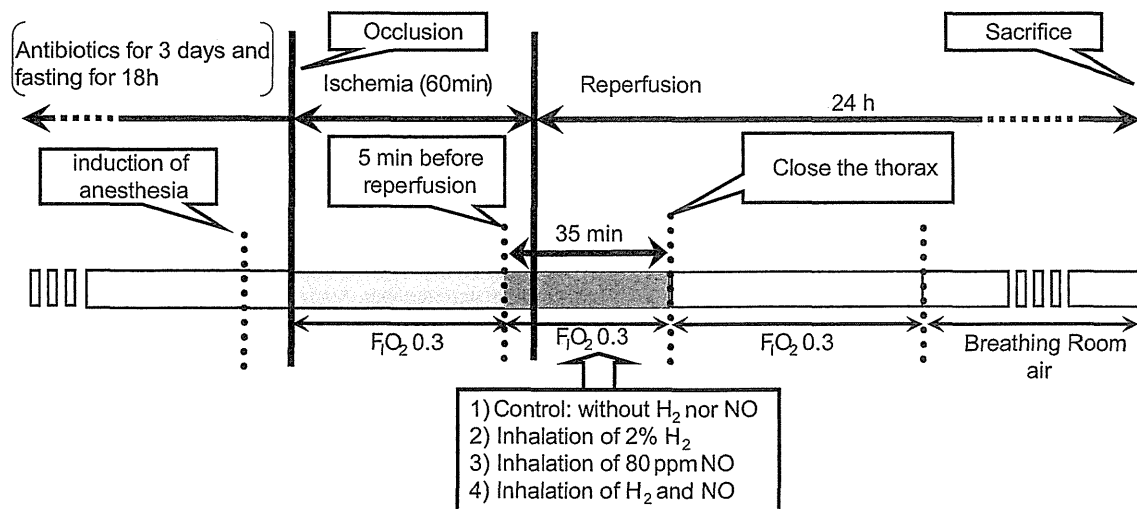 Antibiotics for 3 days and
fasting for 18h
Occlusion
Sacrifice
Ischemia (60min)
Reperfusion
24 h
induction of
anesthesia
5 min before
reperfusion
Close the thorax
35 min
FIO2 0.3
FIO2 0.3
FIO2 0.3
Breathing Room
air
1) Control: without H2 nor NO
2) Inhalation of 2% H2
3) Inhalation of 80 ppm NO
4) Inhalation of H2 and NO